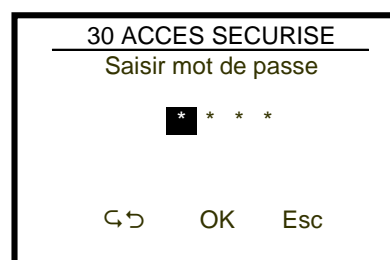 30 ACCES SECURISE
Saisir mot de passe
* * * *
⮎⮌ OK Esc